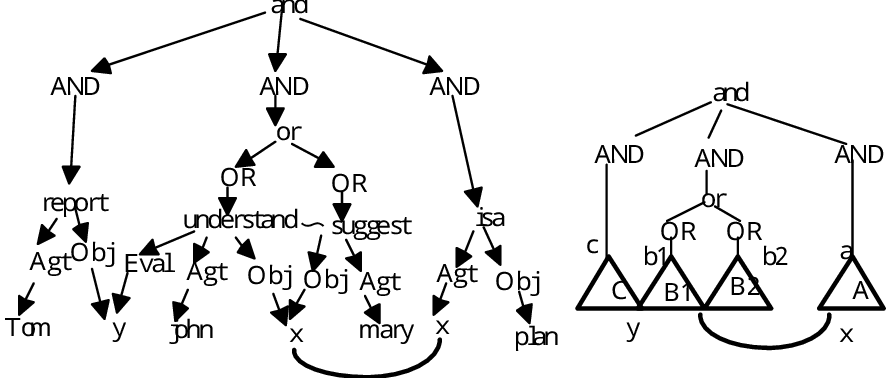 and
AND AND AND
or
OR OR
report understand suggest isa
Agt Obj Eval Agt Obj Obj Agt Agt Obj
Tom y john x mary x plan
and
AND AND AND
or
OR OR
c b1 b2 a
C B1 B2 A
y x